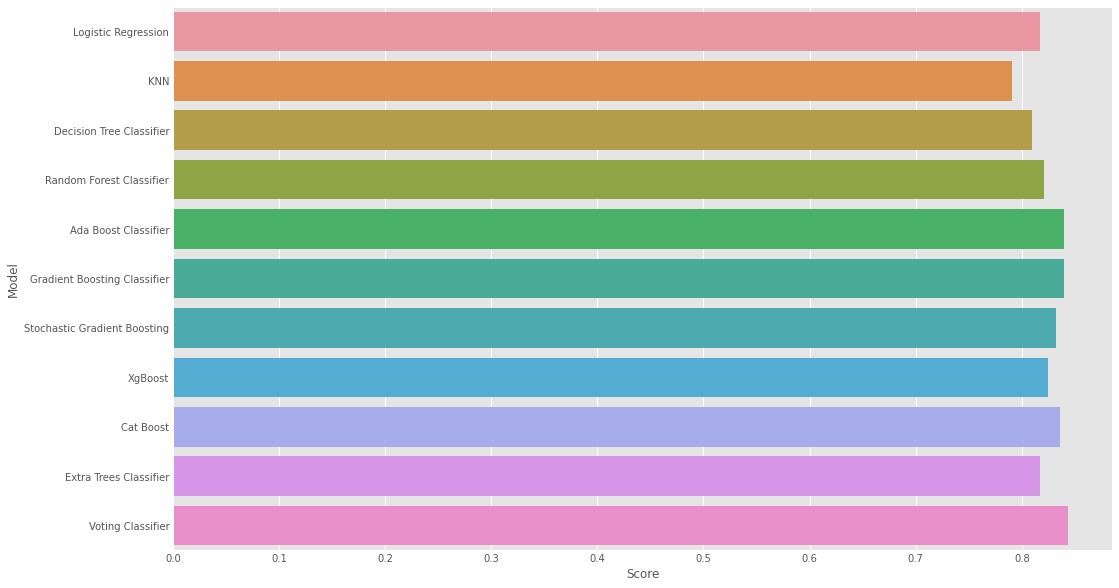 Logistic Regression
KNN
Decision Tree Classifier
Random Forest Classifier
Ada Boost Classifier
Gradient Boosting Classifier
Stochastic Gradient Boosting
XgBoost
Cat Boost
Extra Trees Classifier
Voting Classifier
Model
0.0 0.1 0.2 0.3 0.4 0.5 0.6 0.7 0.8
Score